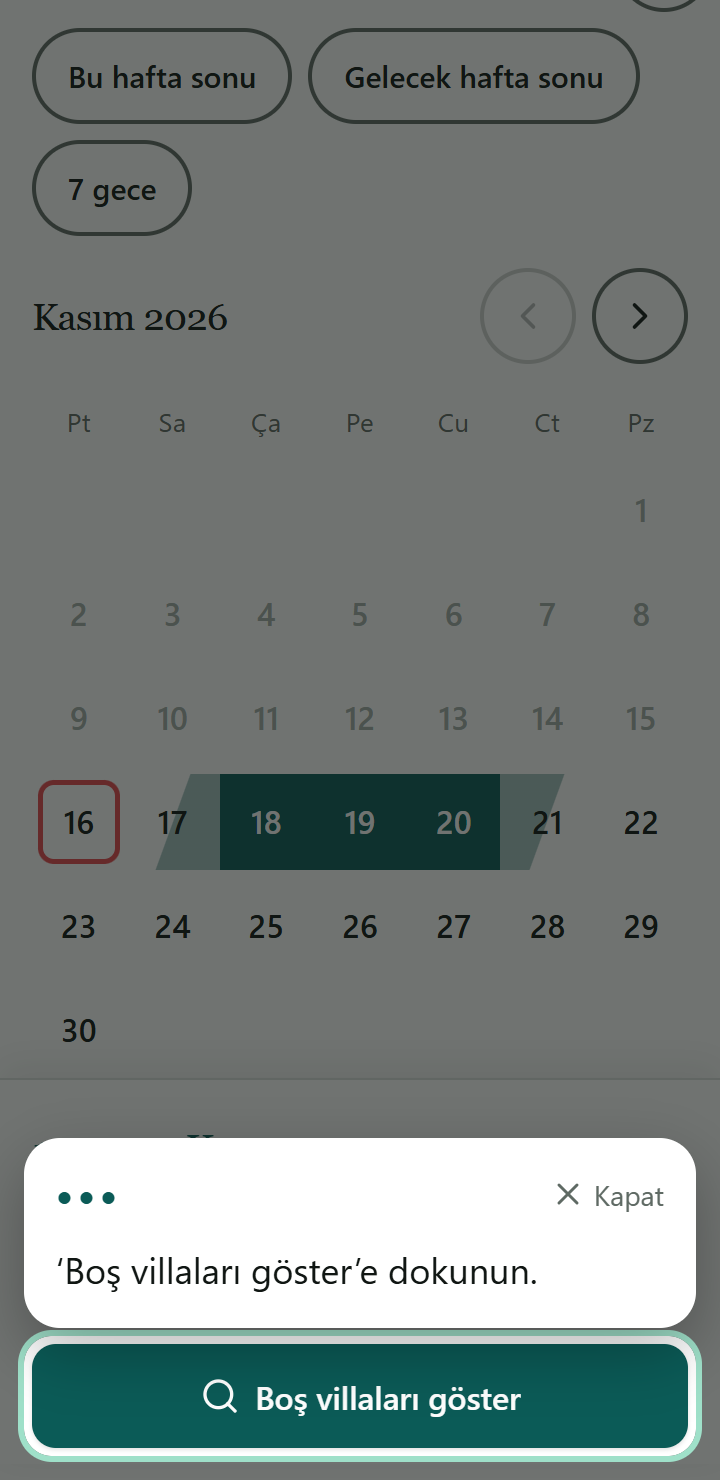 Bu hafta sonu Gelecek hafta sonu
7 gece
Kasım 2026
Pt Sa Ça Pe Cu Ct Pz
1
2 3 4 5 6 7 8
9 10 11 12 13 14 15
16 17 18 19 20 21 22
23 24 25 26 27 28 29
30
Kapat
‘Boş villaları göster’e dokunun.
Boş villaları göster